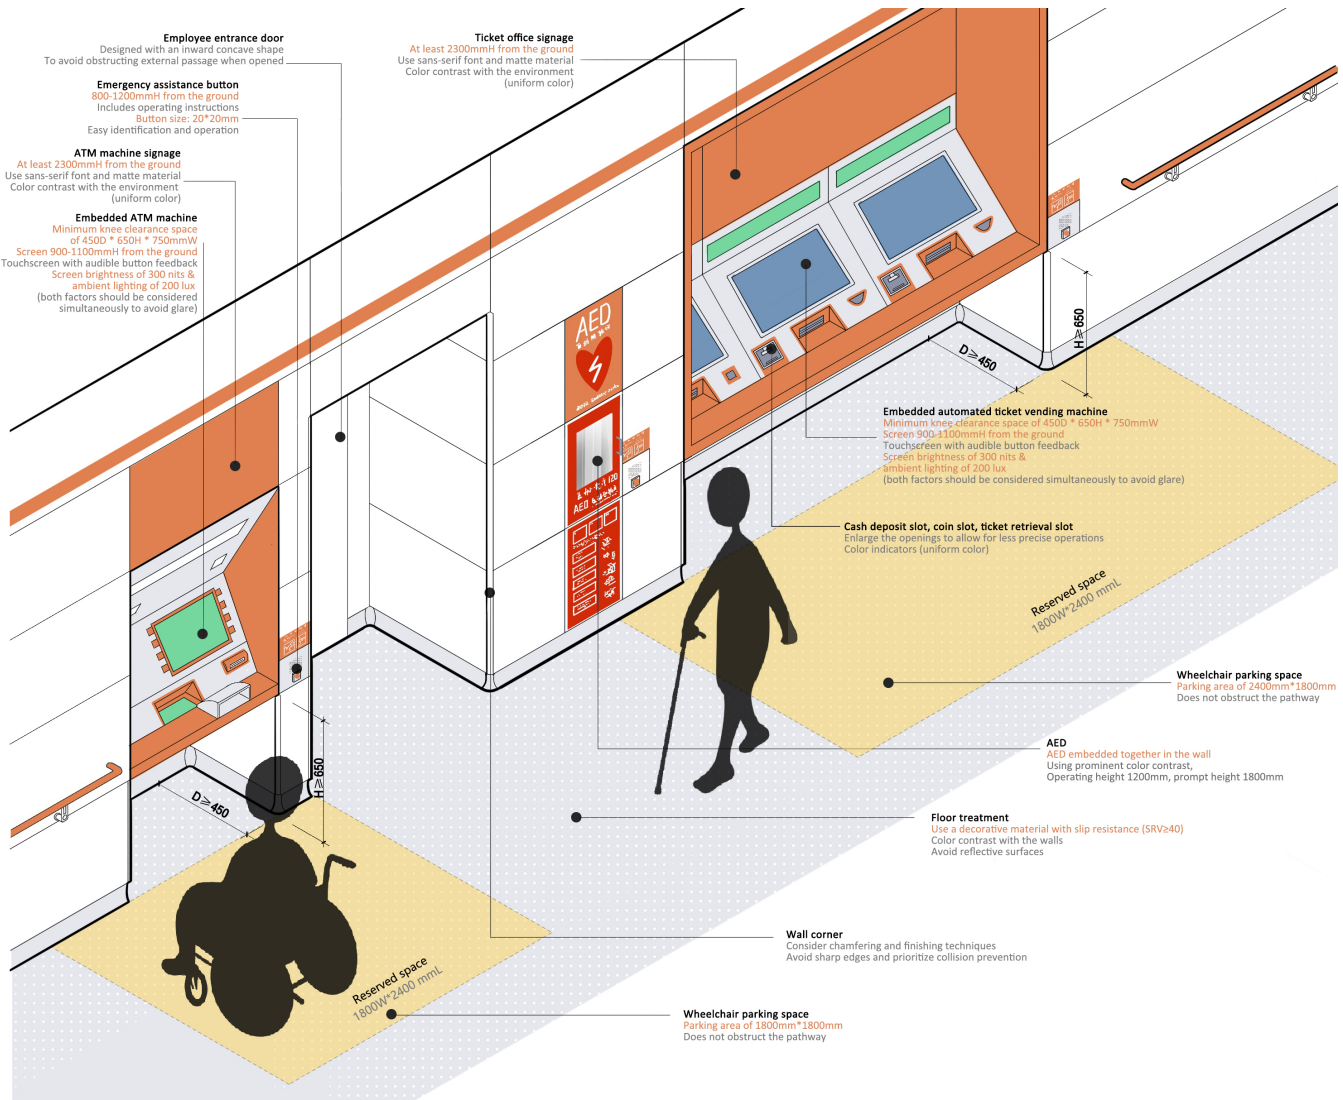 Employee entrance door
Designed with an inward concave shape
To avoid obstructing external passage when opened
Emergency assistance button
800-1200mmH from the ground
Includes operating instructions
Button size: 20*20mm
Easy identification and operation
ATM machine signage
At least 2300mmH from the ground
Use sans-serif font and matte material
Color contrast with the environment
(uniform color)
Embedded ATM machine
Minimum knee clearance space
of 450D * 650H * 750mmW
Screen 900-1100mmH from the ground
Touchscreen with audible button feedback
Screen brightness of 300 nits &
ambient lighting of 200 lux
(both factors should be considered
simultaneously to avoid glare)
Ticket office signage
At least 2300mmH from the ground
Use sans-serif font and matte material
Color contrast with the environment
(uniform color)
AED
120
AED
H≥650
D≥450
Embedded automated ticket vending machine
Minimum knee clearance space of 450D * 650H * 750mmW
Screen 900-1100mmH from the ground
Touchscreen with audible button feedback
Screen brightness of 300 nits &
ambient lighting of 200 lux
(both factors should be considered simultaneously to avoid glare)
Cash deposit slot, coin slot, ticket retrieval slot
Enlarge the openings to allow for less precise operations
Color indicators (uniform color)
Reserved space
1800W*2400 mmL
Wheelchair parking space
Parking area of 2400mm*1800mm
Does not obstruct the pathway
AED
AED embedded together in the wall
Using prominent color contrast,
Operating height 1200mm, prompt height 1800mm
H≥650
D≥450
Floor treatment
Use a decorative material with slip resistance (SRV≥40)
Color contrast with the walls
Avoid reflective surfaces
Wall corner
Consider chamfering and finishing techniques
Avoid sharp edges and prioritize collision prevention
Reserved space
1800W*2400 mmL
Wheelchair parking space
Parking area of 1800mm*1800mm
Does not obstruct the pathway